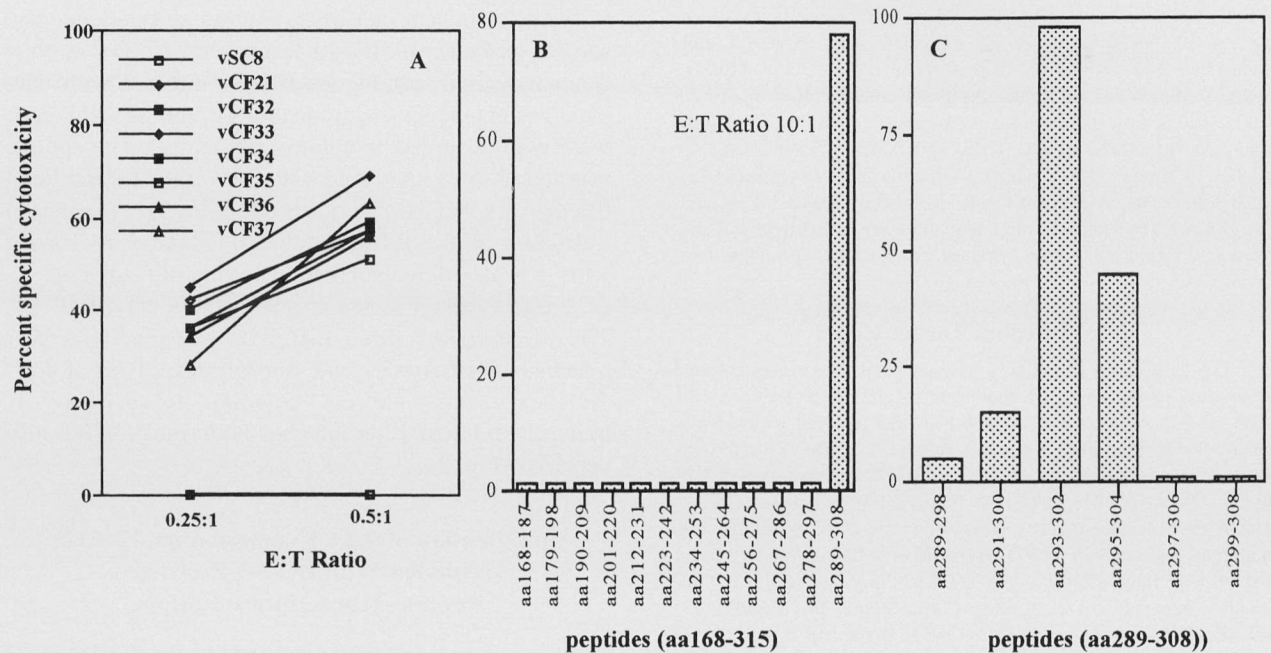 Percent specific cytotoxicity
100
80
60
40
20
0
vSC8
vCF21
vCF32
vCF33
vCF34
vCF35
vCF36
vCF37
A
0.25:1
0.5:1
E:T Ratio
80
60
40
20
0
B
E:T Ratio 10:1
aa168-187
aa179-198
aa190-209
aa201-220
aa212-231
aa223-242
aa234-253
aa245-264
aa256-275
aa267-286
aa278-297
aa289-308
peptides (aa168-315)
100
75
50
25
0
C
aa289-298
aa291-300
aa293-302
aa295-304
aa297-306
aa299-308
peptides (aa289-308))